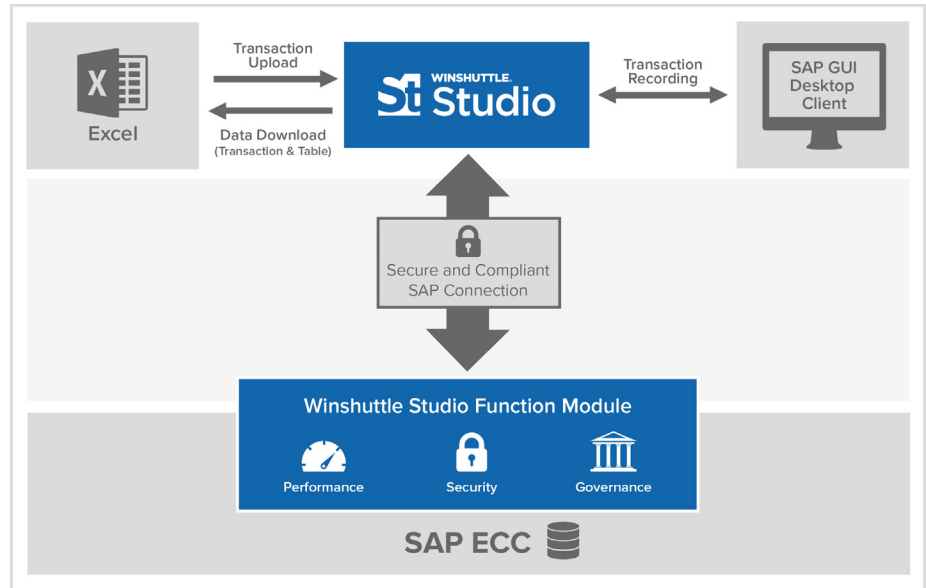 Transaction
Upload
X
Excel
Data Download
(Transaction & Table)
St
WINSHUTTLE.
Studio
Transaction
Recording
SAP GUI
Desktop
Client
Secure and Compliant
SAP Connection
Winshuttle Studio Function Module
Performance
Security
Governance
SAP ECC